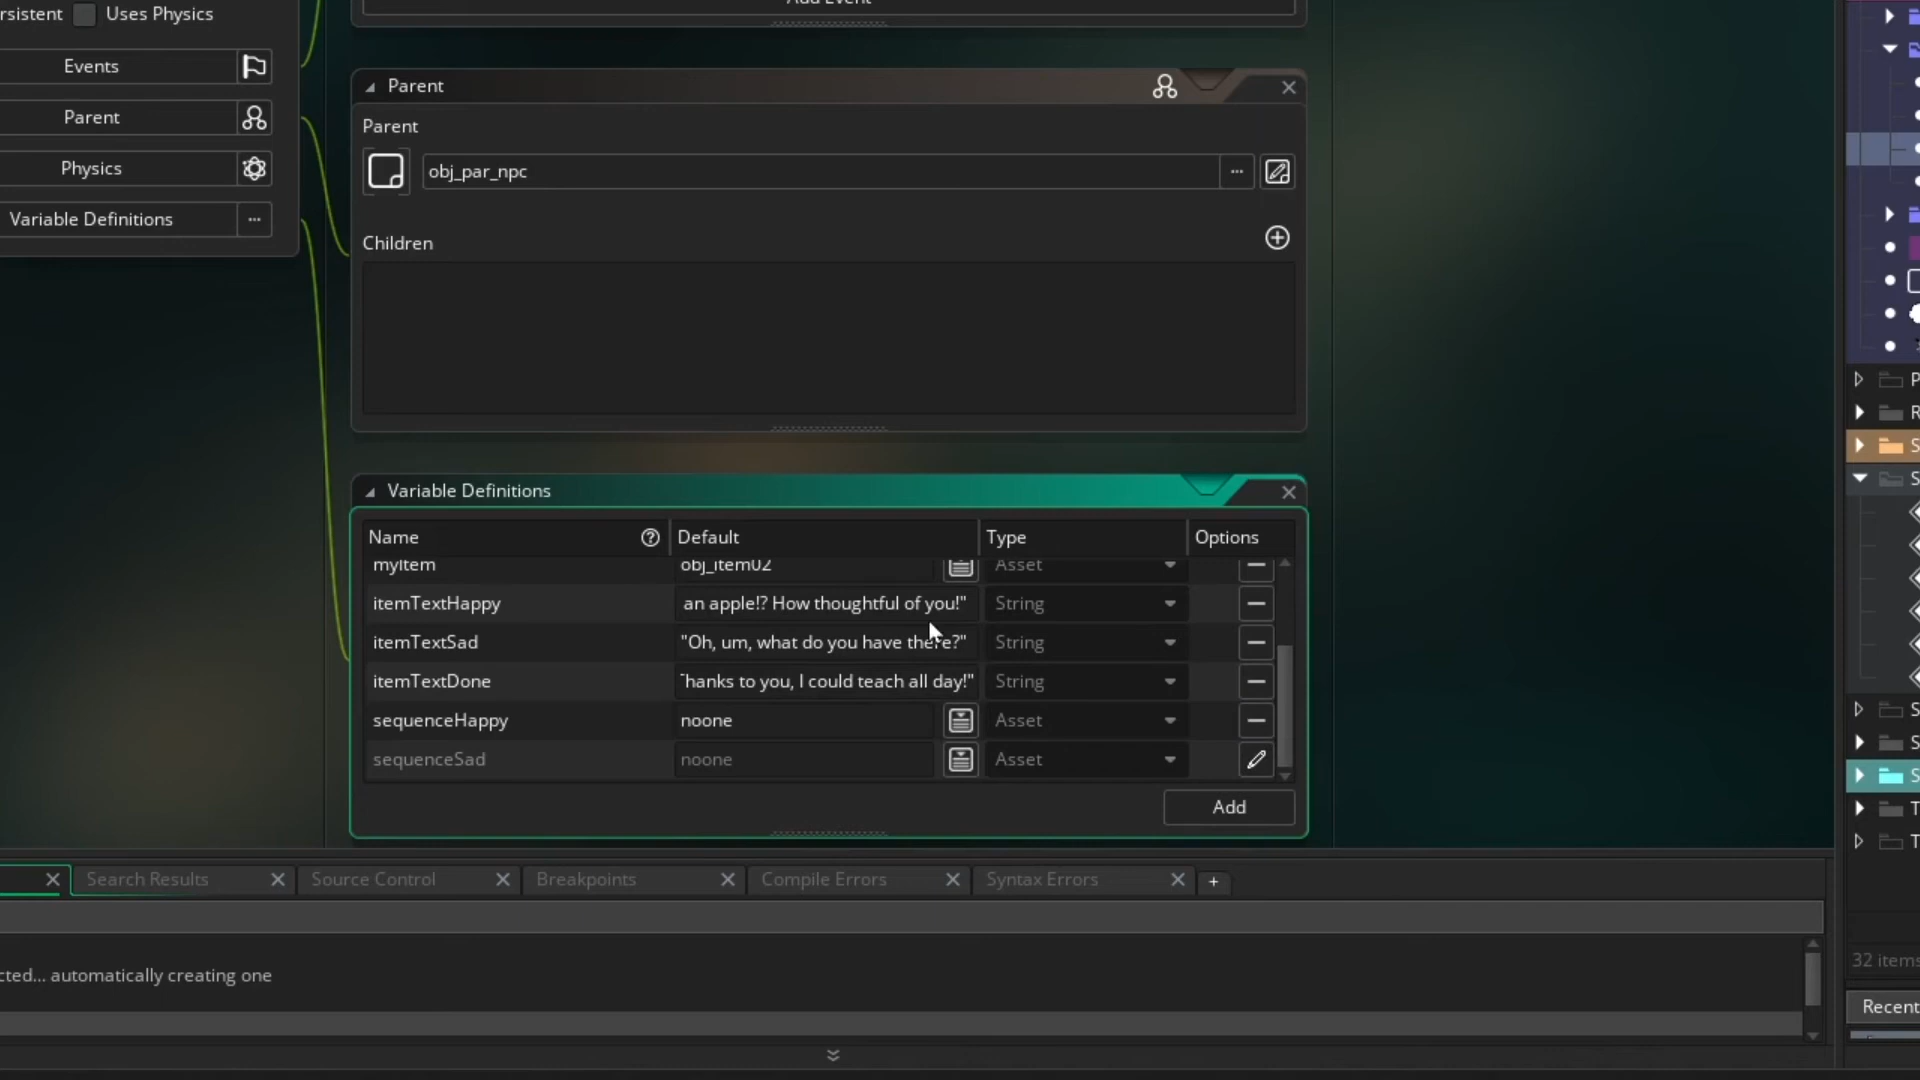 rsistent Uses Physics
Events
Parent
Physics
Variable Definitions ...
Parent
Parent
obj_par_npc ...
Children
Variable Definitions
Name Default Type Options
myItem obj_item02 Asset
itemTextHappy an apple!? How thoughtful of you!" String
itemTextSad "Oh, um, what do you have there?" String
itemTextDone Thanks to you, I could teach all day!" String
sequenceHappy noone Asset
sequenceSad noone Asset
Add
Search Results Source Control Breakpoints Compile Errors Syntax Errors +
cted... automatically creating one
P
R
S
S
S
S
S
T
T
32 items
Recent